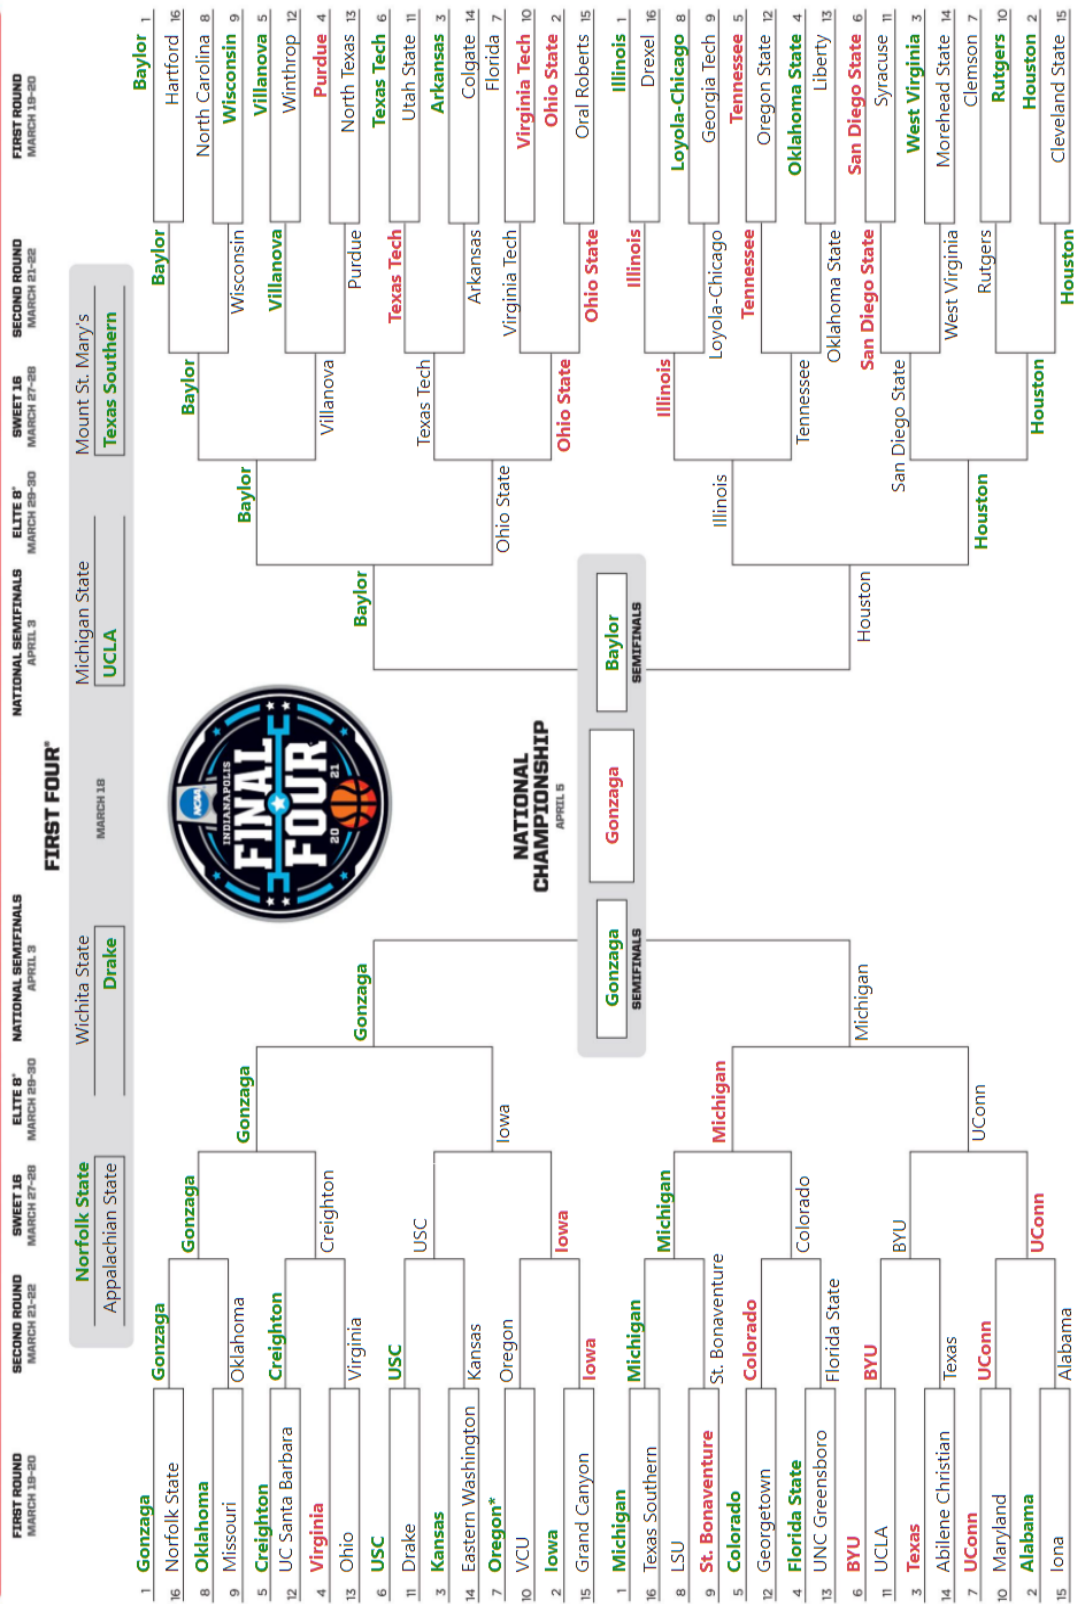 FIRST ROUND
MARCH 19-20
SECOND ROUND
MARCH 21-22
SWEET 16
MARCH 27-28
ELITE 8*
MARCH 29-30
NATIONAL SEMIFINALS
APRIL 3
NATIONAL SEMIFINALS
APRIL 3
ELITE 8*
MARCH 29-30
SWEET 16
MARCH 27-28
SECOND ROUND
MARCH 21-22
FIRST ROUND
MARCH 19-20
FIRST FOUR*
Norfolk State
Appalachian State
Wichita State
Drake
MARCH 18
Michigan State
UCLA
Mount St. Mary's
Texas Southern
1 Gonzaga
16 Norfolk State
8 Oklahoma
9 Missouri
5 Creighton
12 UC Santa Barbara
4 Virginia
13 Ohio
6 USC
11 Drake
3 Kansas
14 Eastern Washington
7 Oregon*
10 VCU
2 Iowa
15 Grand Canyon
Gonzaga
Oklahoma
Creighton
Virginia
USC
Kansas
Oregon
Iowa
Gonzaga
Creighton
USC
Iowa
Gonzaga
Iowa
Gonzaga
1 Michigan
16 Texas Southern
8 LSU
9 St. Bonaventure
5 Colorado
12 Georgetown
4 Florida State
13 UNC Greensboro
6 BYU
11 UCLA
3 Texas
14 Abilene Christian
7 UConn
10 Maryland
2 Alabama
15 Iona
Michigan
St. Bonaventure
Colorado
Florida State
BYU
Texas
UConn
Alabama
Michigan
Colorado
BYU
UConn
Michigan
UConn
Michigan
NCAA
INDIANAPOLIS
FINAL
FOUR
20 21
NATIONAL
CHAMPIONSHIP
APRIL 5
Gonzaga
SEMIFINALS
Gonzaga
Baylor
SEMIFINALS
Baylor 1
Hartford 16
North Carolina 8
Wisconsin 9
Villanova 5
Winthrop 12
Purdue 4
North Texas 13
Texas Tech 6
Utah State 11
Arkansas 3
Colgate 14
Florida 7
Virginia Tech 10
Ohio State 2
Oral Roberts 15
Baylor
Wisconsin
Villanova
Purdue
Texas Tech
Arkansas
Virginia Tech
Ohio State
Baylor
Villanova
Texas Tech
Ohio State
Baylor
Ohio State
Baylor
Illinois 1
Drexel 16
Loyola-Chicago 8
Georgia Tech 9
Tennessee 5
Oregon State 12
Oklahoma State 4
Liberty 13
San Diego State 6
Syracuse 11
West Virginia 3
Morehead State 14
Clemson 7
Rutgers 10
Houston 2
Cleveland State 15
Illinois
Loyola-Chicago
Tennessee
Oklahoma State
San Diego State
West Virginia
Rutgers
Houston
Illinois
Tennessee
San Diego State
Houston
Illinois
Houston
Houston